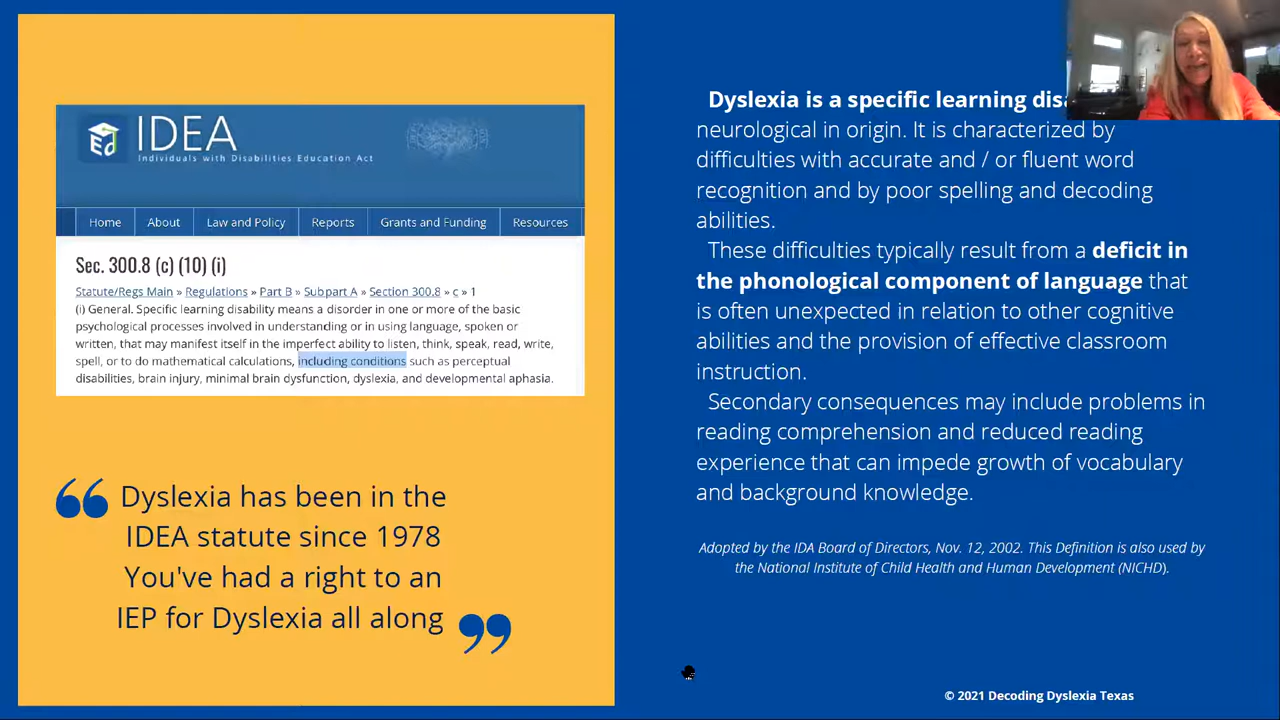 IDEA
Individuals with Disabilities Education Act
Home About Law and Policy Reports Grants and Funding Resources
Sec. 300.8 (c) (10) (i)
Statute/Regs Main » Regulations » Part B » Subpart A » Section 300.8 » c » 1
(i) General. Specific learning disability means a disorder in one or more of the basic
psychological processes involved in understanding or in using language, spoken or
written, that may manifest itself in the imperfect ability to listen, think, speak, read, write,
spell, or to do mathematical calculations, including conditions such as perceptual
disabilities, brain injury, minimal brain dysfunction, dyslexia, and developmental aphasia.
“ Dyslexia has been in the
IDEA statute since 1978
You've had a right to an
IEP for Dyslexia all along ”
Dyslexia is a specific learning
neurological in origin. It is characterized by
difficulties with accurate and / or fluent word
recognition and by poor spelling and decoding
abilities.
These difficulties typically result from a deficit in
the phonological component of language that
is often unexpected in relation to other cognitive
abilities and the provision of effective classroom
instruction.
Secondary consequences may include problems in
reading comprehension and reduced reading
experience that can impede growth of vocabulary
and background knowledge.
Adopted by the IDA Board of Directors, Nov. 12, 2002. This Definition is also used by
the National Institute of Child Health and Human Development (NICHD).
© 2021 Decoding Dyslexia Texas